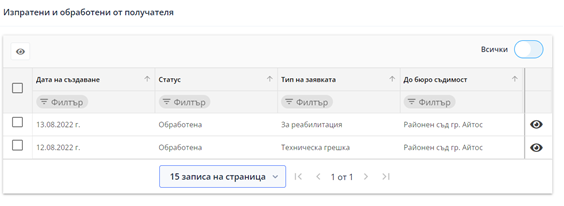 Изпратени и обработени от получателя
Всички
Дата на създаване Статус Тип на заявката До бюро съдимост
Филтър Филтър Филтър Филтър
13.08.2022 г. Обработена За реабилитация Районен съд гр. Айтос
12.08.2022 г. Обработена Техническа грешка Районен съд гр. Айтос
15 записа на страница 1 от 1